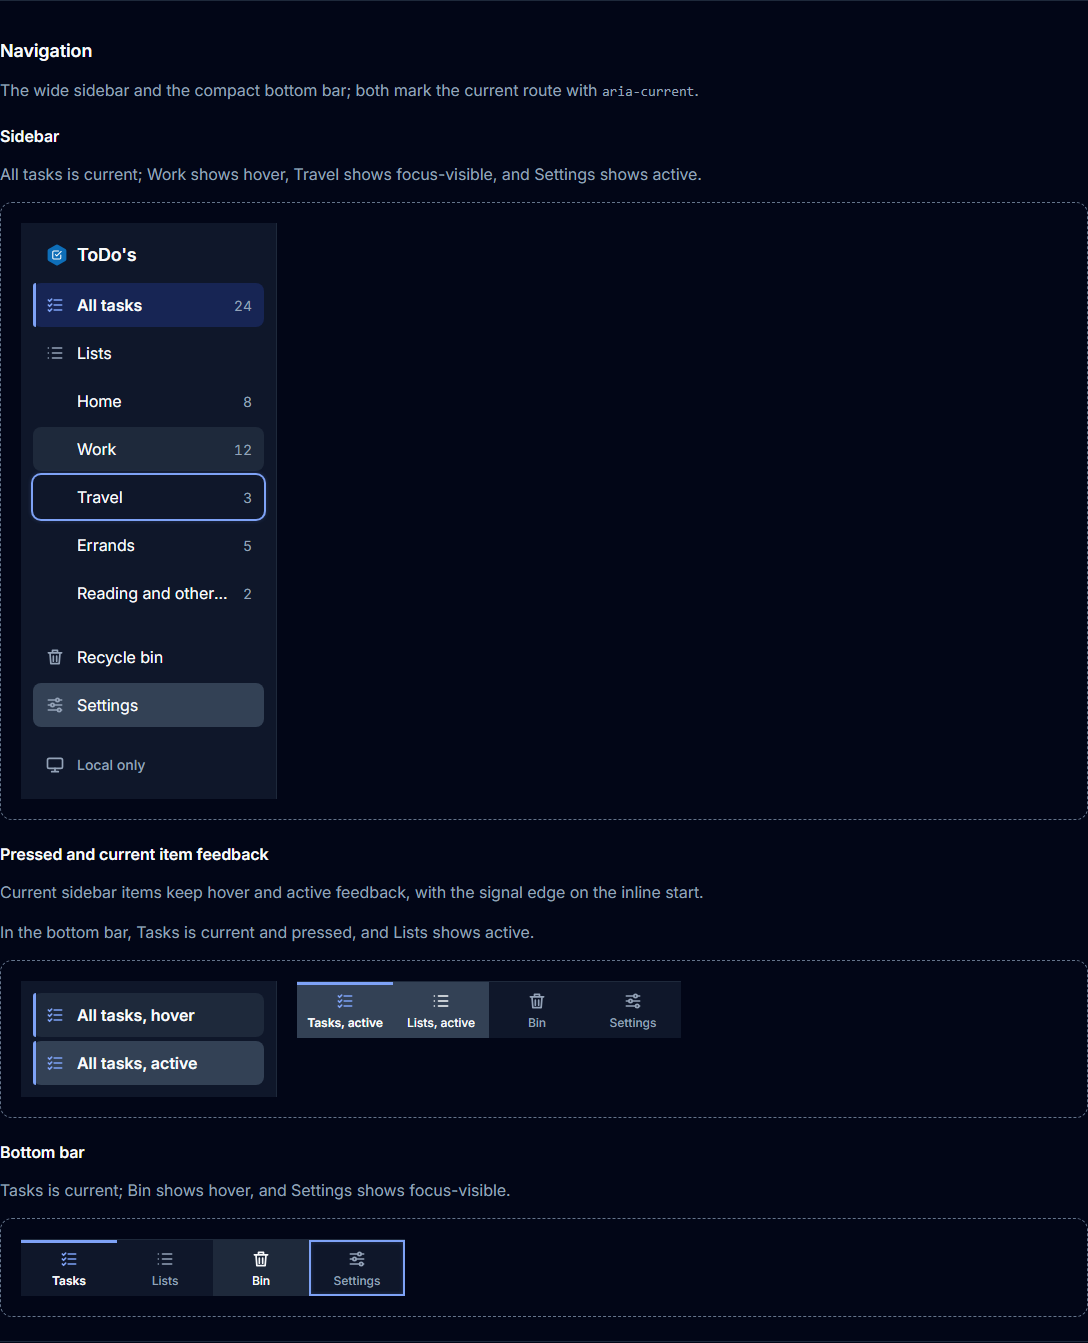 Navigation
The wide sidebar and the compact bottom bar; both mark the current route with aria-current.
Sidebar
All tasks is current; Work shows hover, Travel shows focus-visible, and Settings shows active.
ToDo's
All tasks 24
Lists
Home 8
Work 12
Travel 3
Errands 5
Reading and other... 2
Recycle bin
Settings
Local only
Pressed and current item feedback
Current sidebar items keep hover and active feedback, with the signal edge on the inline start.
In the bottom bar, Tasks is current and pressed, and Lists shows active.
All tasks, hover
All tasks, active
Tasks, active Lists, active Bin Settings
Bottom bar
Tasks is current; Bin shows hover, and Settings shows focus-visible.
Tasks Lists Bin Settings